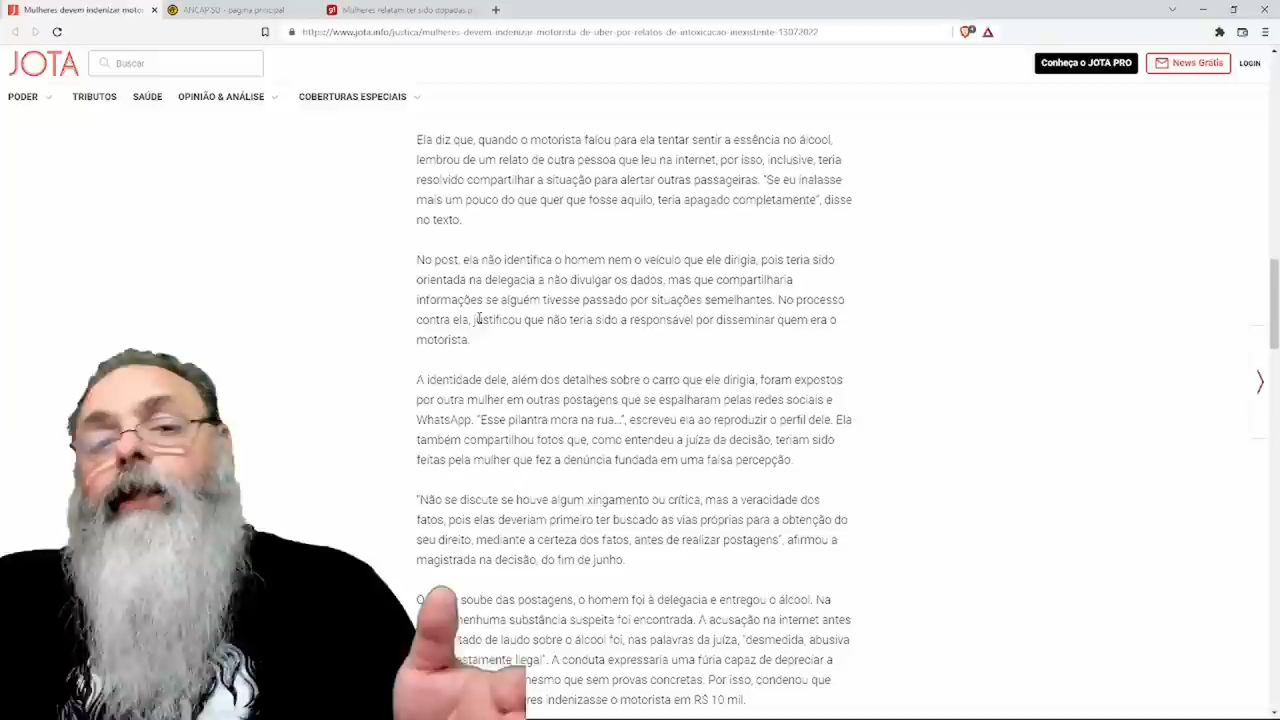 Mulheres devem indenizar motor
ANCAP.SU - página principal
Mulheres relatam ter sido dopadas p
https://www.jota.info/justica/mulheres-devem-indenizar-motorista-de-uber-por-relatos-de-intoxicacao-inexistente-13072022
JOTA
Buscar
Conheça o JOTA PRO
News Grátis
LOGIN
PODER
TRIBUTOS
SAÚDE
OPINIÃO & ANÁLISE
COBERTURAS ESPECIAIS
Ela diz que, quando o motorista falou para ela tentar sentir a essência no álcool,
lembrou de um relato de outra pessoa que leu na internet, por isso, inclusive, teria
resolvido compartilhar a situação para alertar outras passageiras. “Se eu inalasse
mais um pouco do que quer que fosse aquilo, teria apagado completamente”, disse
no texto.
No post, ela não identifica o homem nem o veículo que ele dirigia, pois teria sido
orientada na delegacia a não divulgar os dados, mas que compartilharia
informações se alguém tivesse passado por situações semelhantes. No processo
contra ela, justificou que não teria sido a responsável por disseminar quem era o
motorista.
A identidade dele, além dos detalhes sobre o carro que ele dirigia, foram expostos
por outra mulher em outras postagens que se espalharam pelas redes sociais e
WhatsApp. “Esse pilantra mora na rua…”, escreveu ela ao reproduzir o perfil dele. Ela
também compartilhou fotos que, como entendeu a juíza da decisão, teriam sido
feitas pela mulher que fez a denúncia fundada em uma falsa percepção.
“Não se discute se houve algum xingamento ou crítica, mas a veracidade dos
fatos, pois elas deveriam primeiro ter buscado as vias próprias para a obtenção do
seu direito, mediante a certeza dos fatos, antes de realizar postagens”, afirmou a
magistrada na decisão, do fim de junho.
soube das postagens, o homem foi à delegacia e entregou o álcool. Na
nenhuma substância suspeita foi encontrada. A acusação na internet antes
tado de laudo sobre o álcool foi, nas palavras da juíza, “desmedida, abusiva
estamente ilegal”. A conduta expressaria uma fúria capaz de depreciar a
mesmo que sem provas concretas. Por isso, condenou que
res indenizasse o motorista em R$ 10 mil.